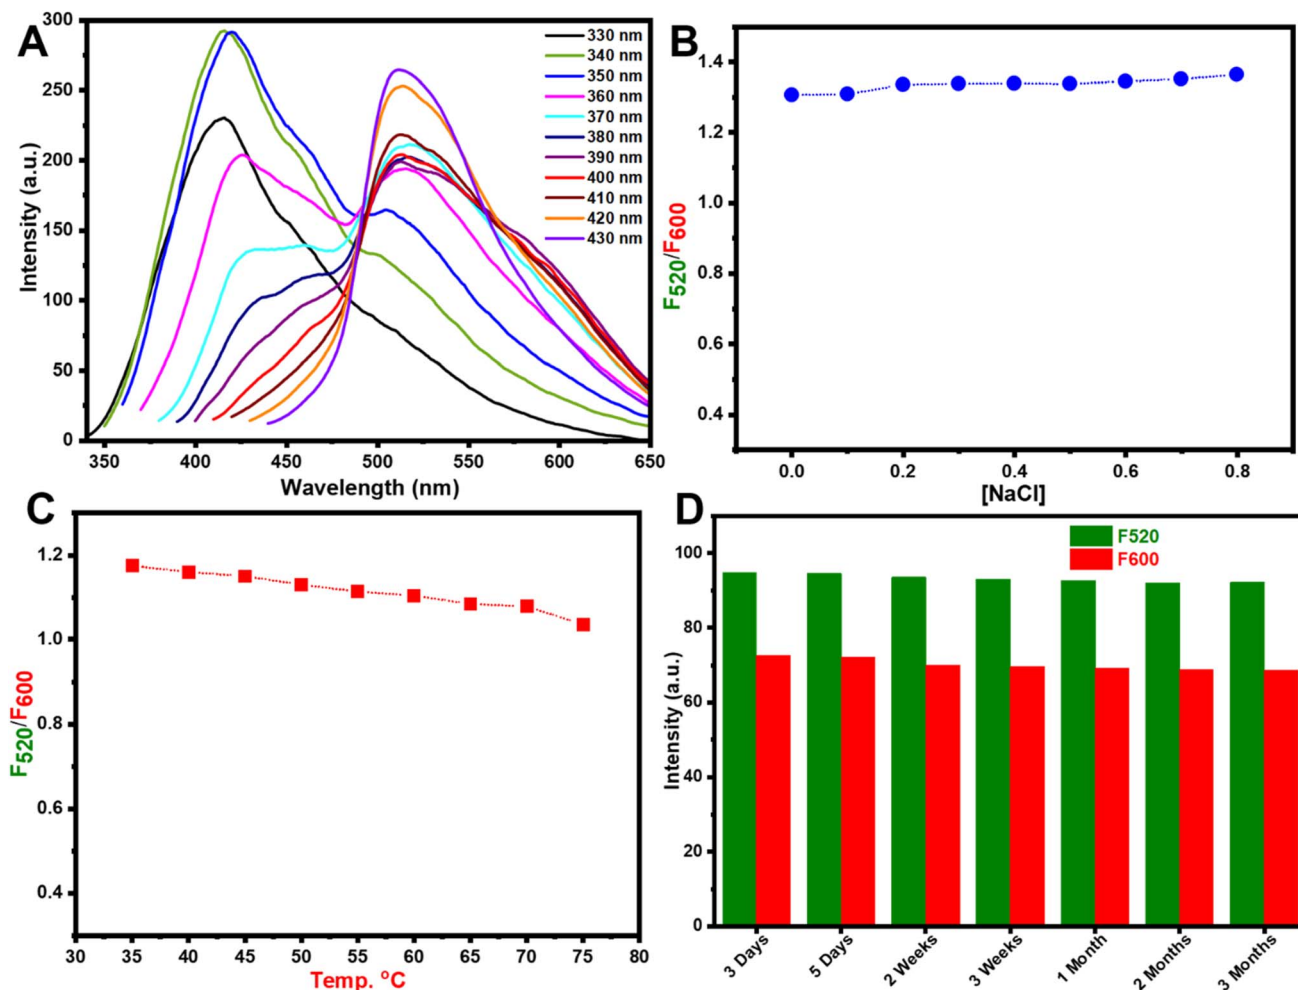 A
300
250
200
150
100
50
0
Intensity (a.u.)
350 400 450 500 550 600 650
Wavelength (nm)
330 nm
340 nm
350 nm
360 nm
370 nm
380 nm
390 nm
400 nm
410 nm
420 nm
430 nm
B
1.4
1.2
1.0
0.8
0.6
0.4
F520/F600
0.0 0.2 0.4 0.6 0.8
[NaCl]
C
1.2
1.0
0.8
0.6
0.4
F520/F600
30 35 40 45 50 55 60 65 70 75 80
Temp. °C
D
F520
F600
100
80
60
40
20
0
Intensity (a.u.)
3 Days
5 Days
2 Weeks
3 Weeks
1 Month
2 Months
3 Months